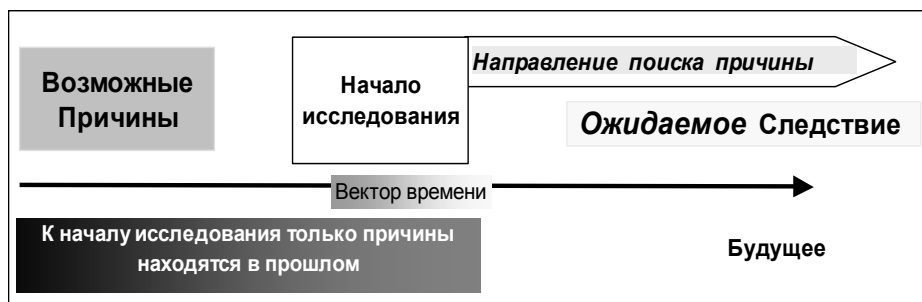 Возможные
Причины
Начало
исследования
Направление поиска причины
Ожидаемое Следствие
Вектор времени
К началу исследования только причины
находятся в прошлом
Будущее